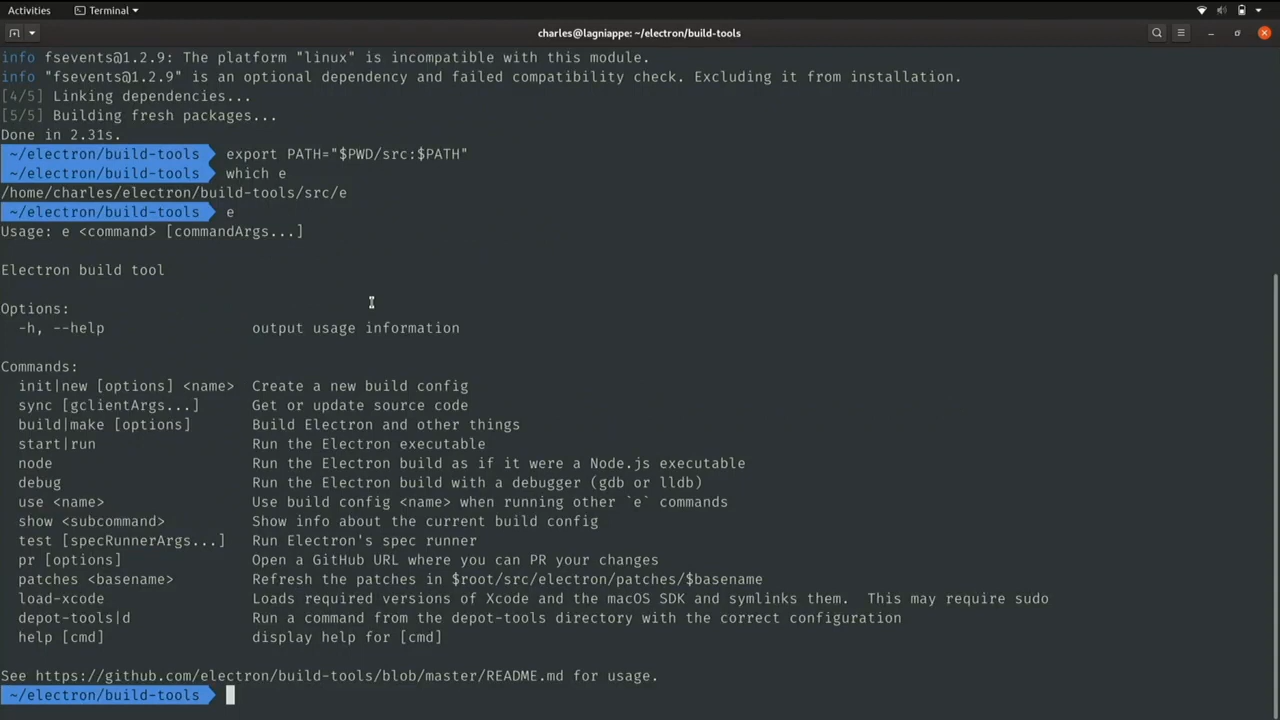 Activities
Terminal
charles@lagniappe: ~/electron/build-tools
info fsevents@1.2.9: The platform "linux" is incompatible with this module.
info "fsevents@1.2.9" is an optional dependency and failed compatibility check. Excluding it from installation.
[4/5] Linking dependencies...
[5/5] Building fresh packages...
Done in 2.31s.
~/electron/build-tools export PATH="$PWD/src:$PATH"
~/electron/build-tools which e
/home/charles/electron/build-tools/src/e
~/electron/build-tools e
Usage: e <command> [commandArgs...]
Electron build tool
Options:
-h, --help output usage information
Commands:
init|new [options] <name> Create a new build config
sync [gclientArgs...] Get or update source code
build|make [options] Build Electron and other things
start|run Run the Electron executable
node Run the Electron build as if it were a Node.js executable
debug Run the Electron build with a debugger (gdb or lldb)
use <name> Use build config <name> when running other `e` commands
show <subcommand> Show info about the current build config
test [specRunnerArgs...] Run Electron's spec runner
pr [options] Open a GitHub URL where you can PR your changes
patches <basename> Refresh the patches in $root/src/electron/patches/$basename
load-xcode Loads required versions of Xcode and the macOS SDK and symlinks them. This may require sudo
depot-tools|d Run a command from the depot-tools directory with the correct configuration
help [cmd] display help for [cmd]
See https://github.com/electron/build-tools/blob/master/README.md for usage.
~/electron/build-tools